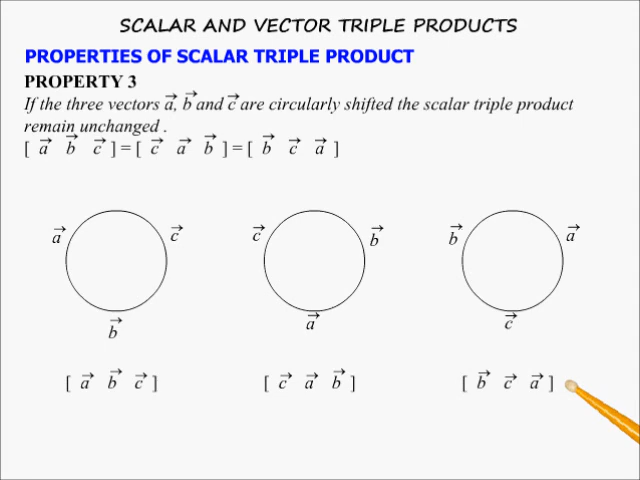 SCALAR AND VECTOR TRIPLE PRODUCTS
PROPERTIES OF SCALAR TRIPLE PRODUCT
PROPERTY 3
If the three vectors a⃗, b⃗ and c⃗ are circularly shifted the scalar triple product
remain unchanged .
[ a⃗ b⃗ c⃗ ] = [ c⃗ a⃗ b⃗ ] = [ b⃗ c⃗ a⃗ ]
a⃗ c⃗ c⃗ b⃗ b⃗ a⃗
b⃗ a⃗ c⃗
[ a⃗ b⃗ c⃗ ] [ c⃗ a⃗ b⃗ ] [ b⃗ c⃗ a⃗ ]